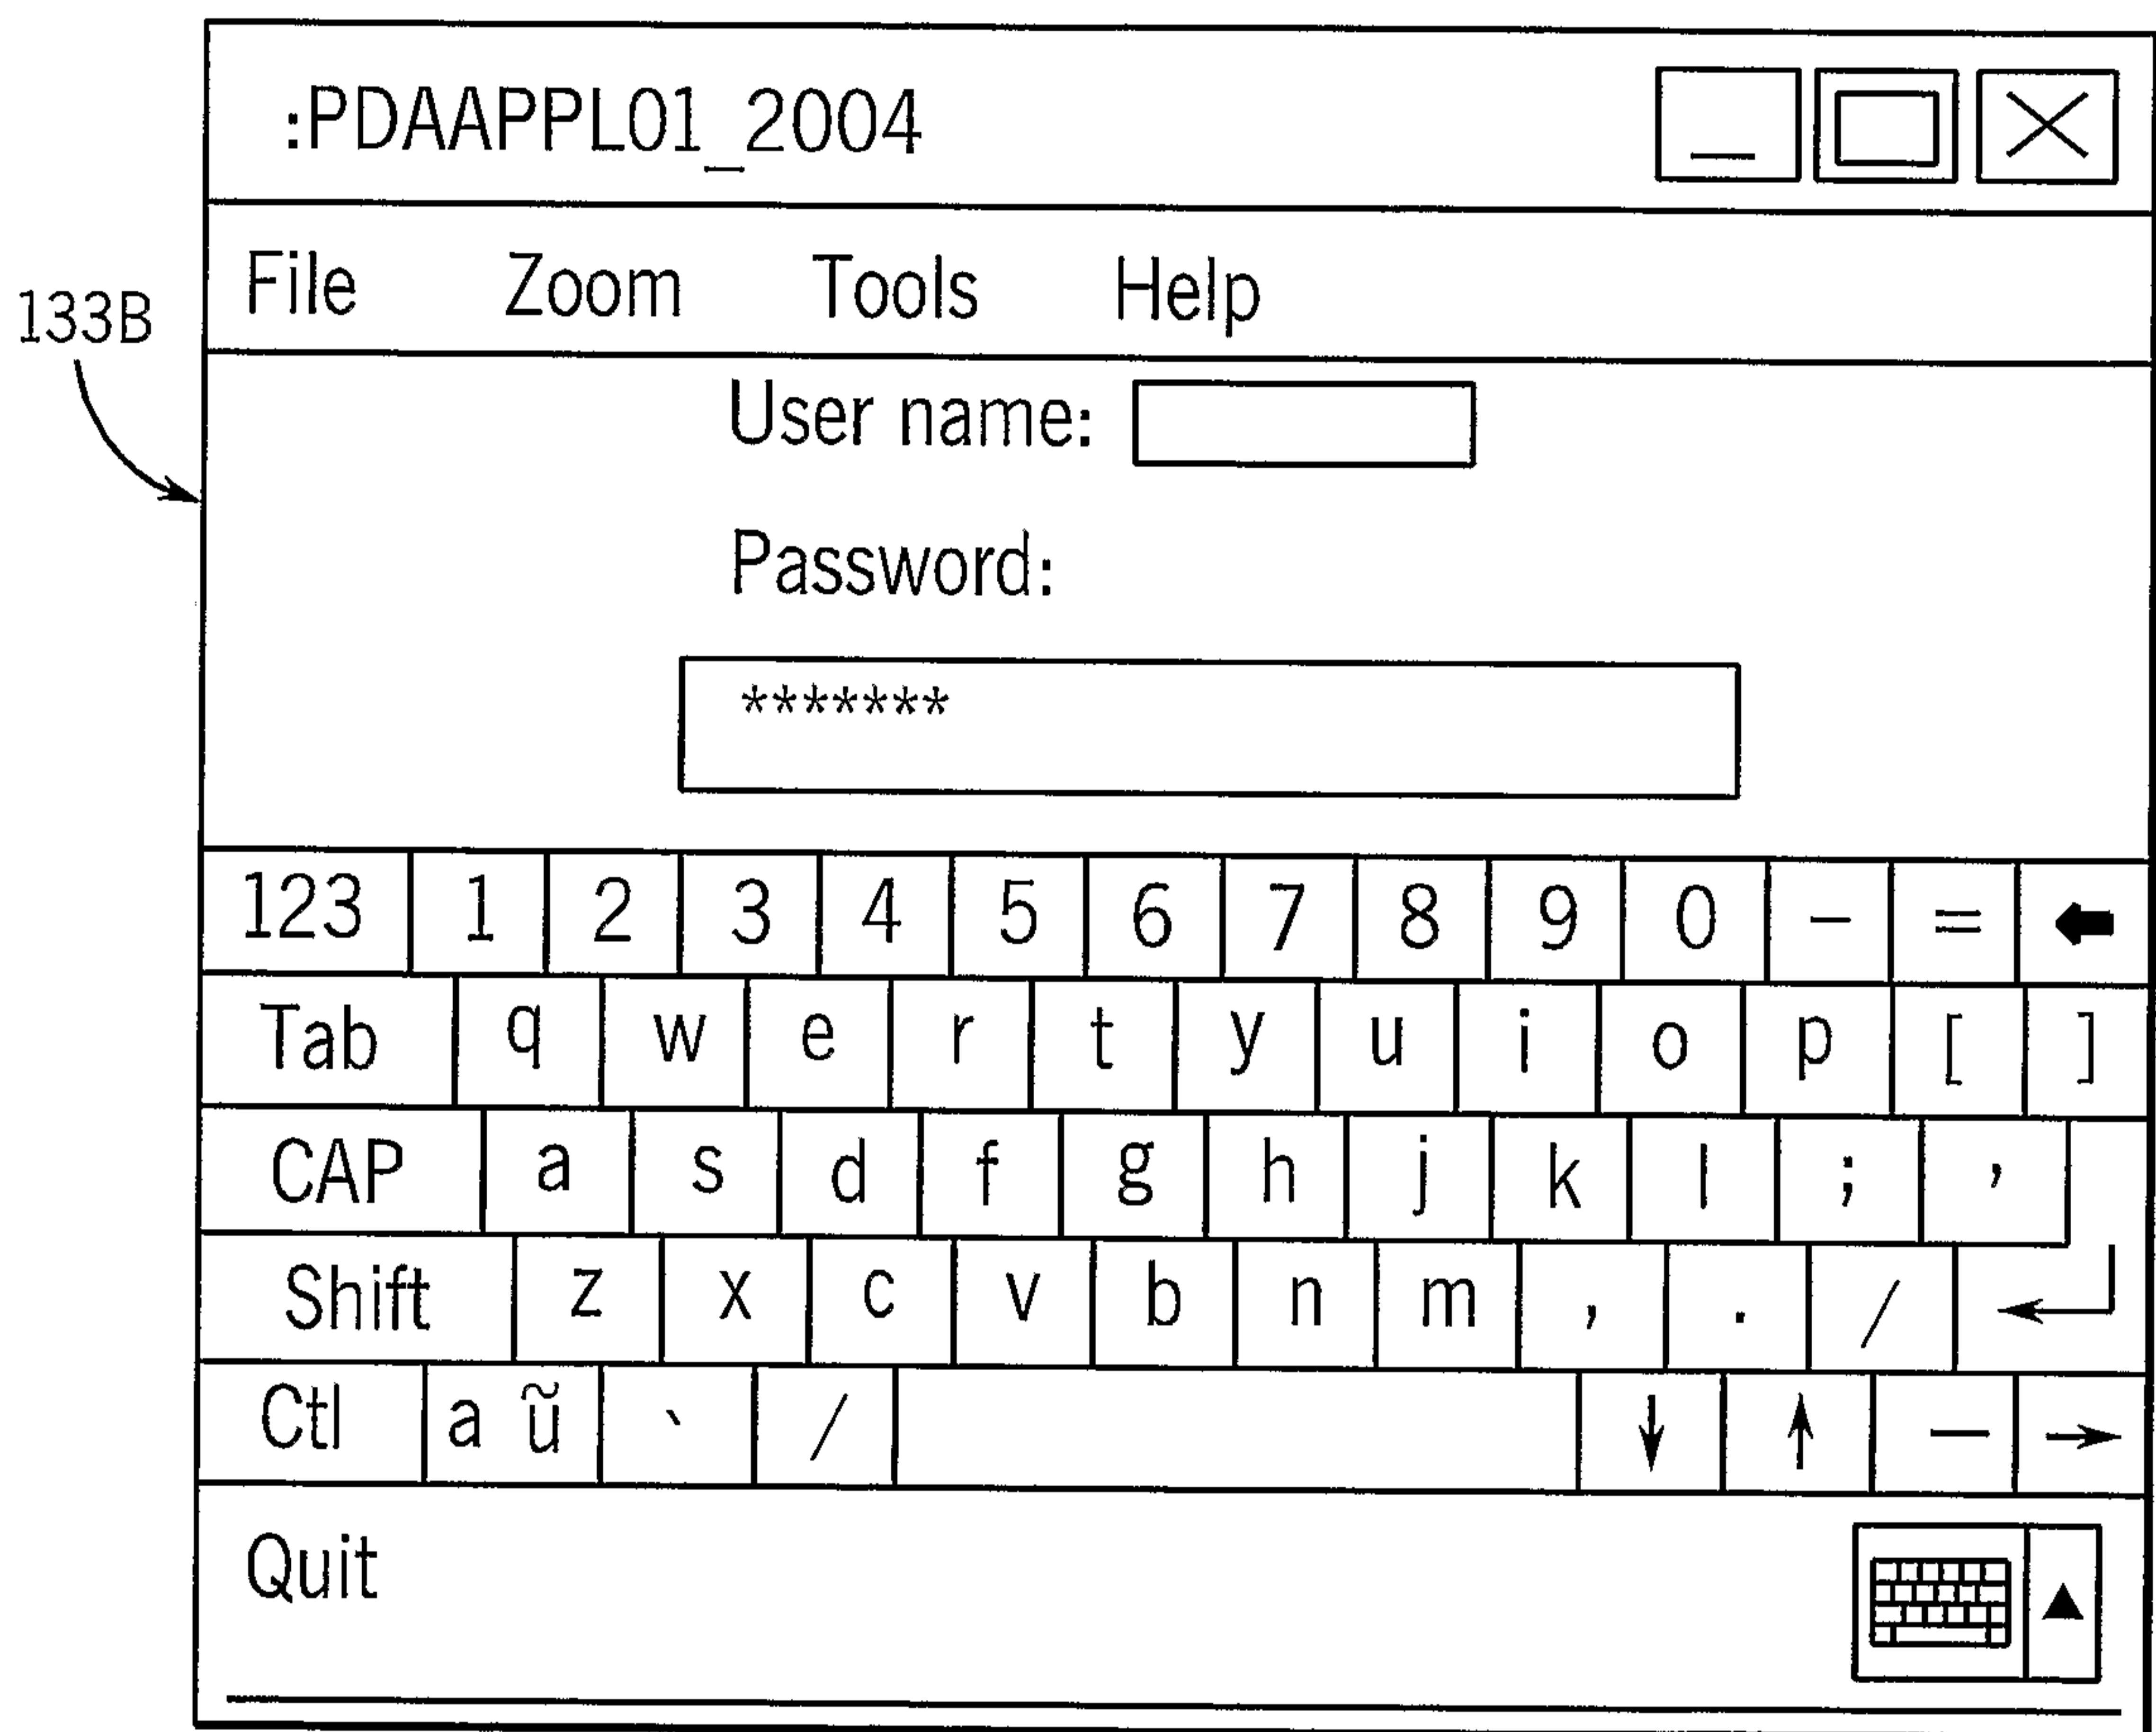 :PDAAPPL01_2004
File Zoom Tools Help
133B
User name:
Password:
*******
123 1 2 3 4 5 6 7 8 9 0 – =
Tab q w e r t y u i o p [ ]
CAP a s d f g h j k l ; ’
Shift z x c v b n m , . /
Ctl a ü̃ ` /
Quit